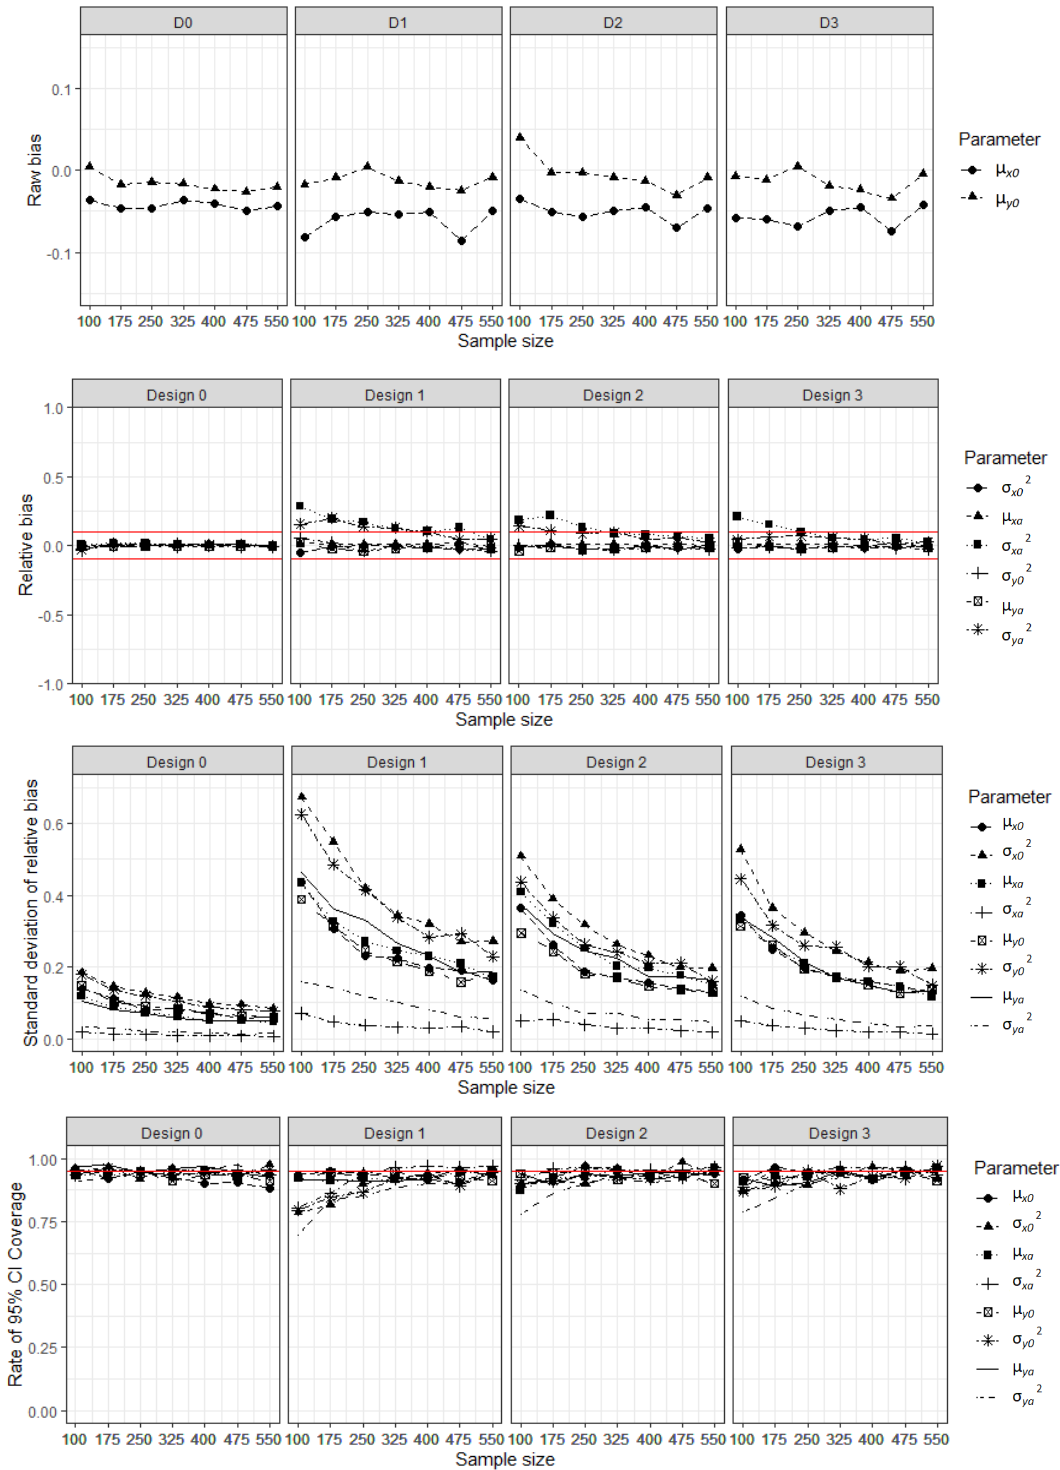 D0 D1 D2 D3
0.1
0.0
-0.1
Raw bias
100 175 250 325 400 475 550 100 175 250 325 400 475 550 100 175 250 325 400 475 550 100 175 250 325 400 475 550
Sample size
Parameter
μx0
μy0
Design 0 Design 1 Design 2 Design 3
1.0
0.5
0.0
-0.5
-1.0
Relative bias
100 175 250 325 400 475 550 100 175 250 325 400 475 550 100 175 250 325 400 475 550 100 175 250 325 400 475 550
Sample size
Parameter
σx0²
μxa
σxa²
σy0²
μya
σya²
Design 0 Design 1 Design 2 Design 3
0.6
0.4
0.2
0.0
Standard deviation of relative bias
100 175 250 325 400 475 550 100 175 250 325 400 475 550 100 175 250 325 400 475 550 100 175 250 325 400 475 550
Sample size
Parameter
μx0
σx0²
μxa
σxa²
μy0
σy0²
μya
σya²
Design 0 Design 1 Design 2 Design 3
1.00
0.75
0.50
0.25
0.00
Rate of 95% CI Coverage
100 175 250 325 400 475 550 100 175 250 325 400 475 550 100 175 250 325 400 475 550 100 175 250 325 400 475 550
Sample size
Parameter
μx0
σx0²
μxa
σxa²
μy0
σy0²
μya
σya²